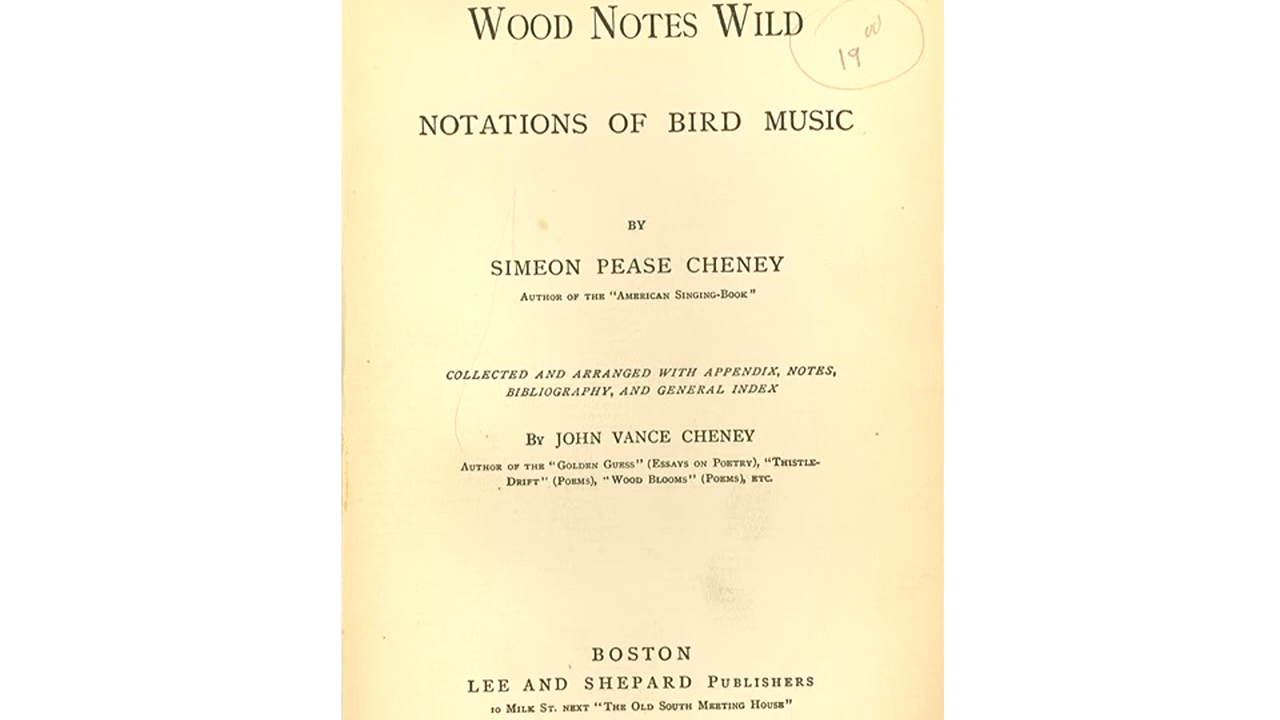 WOOD NOTES WILD
19 00
NOTATIONS OF BIRD MUSIC
BY
SIMEON PEASE CHENEY
AUTHOR OF THE "AMERICAN SINGING-BOOK"
COLLECTED AND ARRANGED WITH APPENDIX, NOTES,
BIBLIOGRAPHY, AND GENERAL INDEX
BY JOHN VANCE CHENEY
AUTHOR OF THE "GOLDEN GUESS" (ESSAYS ON POETRY), "THISTLE-
DRIFT" (POEMS), "WOOD BLOOMS" (POEMS), ETC.
BOSTON
LEE AND SHEPARD PUBLISHERS
10 MILK ST. NEXT "THE OLD SOUTH MEETING HOUSE"